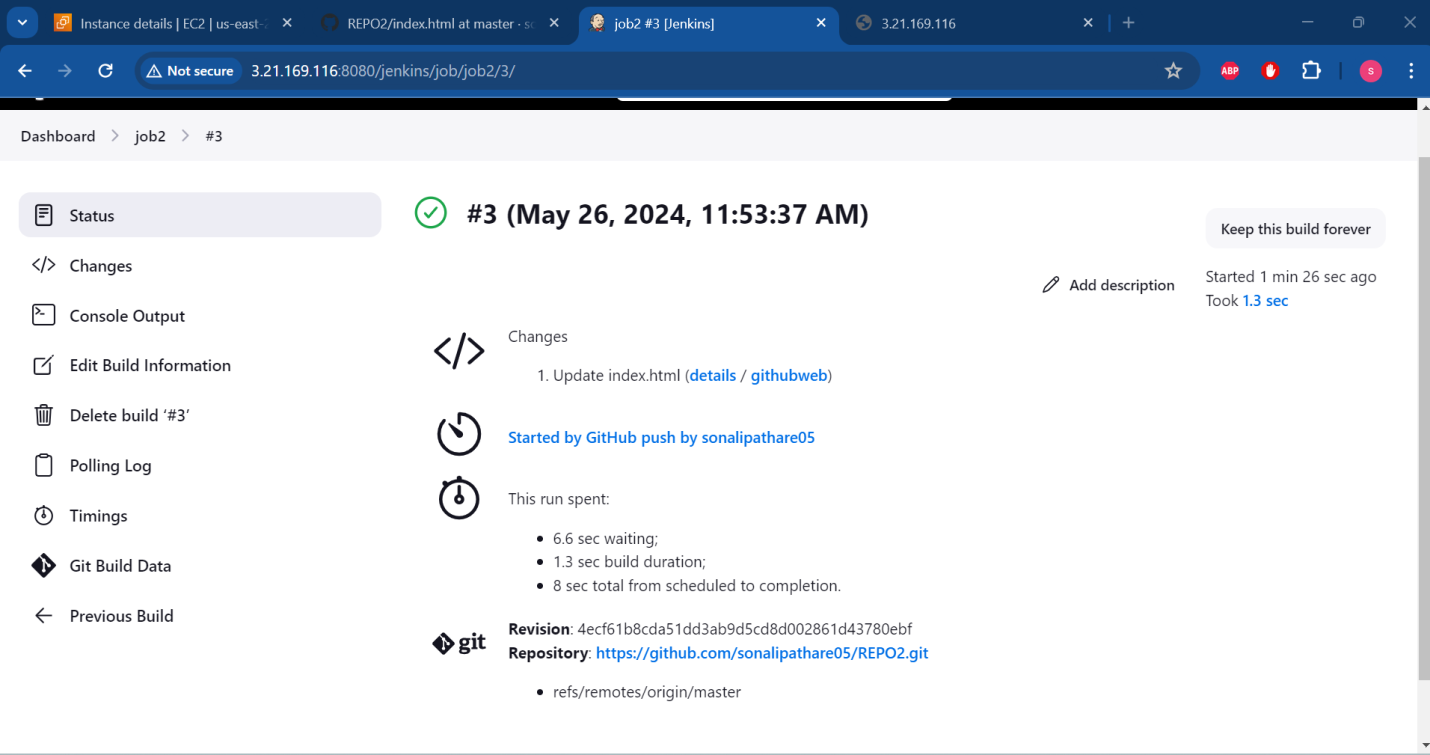 Instance details | EC2 | us-east-2
REPO2/index.html at master · so
job2 #3 [Jenkins]
3.21.169.116
Not secure
3.21.169.116:8080/jenkins/job/job2/3/
ABP
S
Dashboard > job2 > #3
Status
Changes
Console Output
Edit Build Information
Delete build ‘#3’
Polling Log
Timings
Git Build Data
Previous Build
#3 (May 26, 2024, 11:53:37 AM)
Keep this build forever
Add description
Started 1 min 26 sec ago
Took 1.3 sec
Changes
1. Update index.html (details / githubweb)
Started by GitHub push by sonalipathare05
This run spent:
• 6.6 sec waiting;
• 1.3 sec build duration;
• 8 sec total from scheduled to completion.
git
Revision: 4ecf61b8cda51dd3ab9d5cd8d002861d43780ebf
Repository: https://github.com/sonalipathare05/REPO2.git
• refs/remotes/origin/master